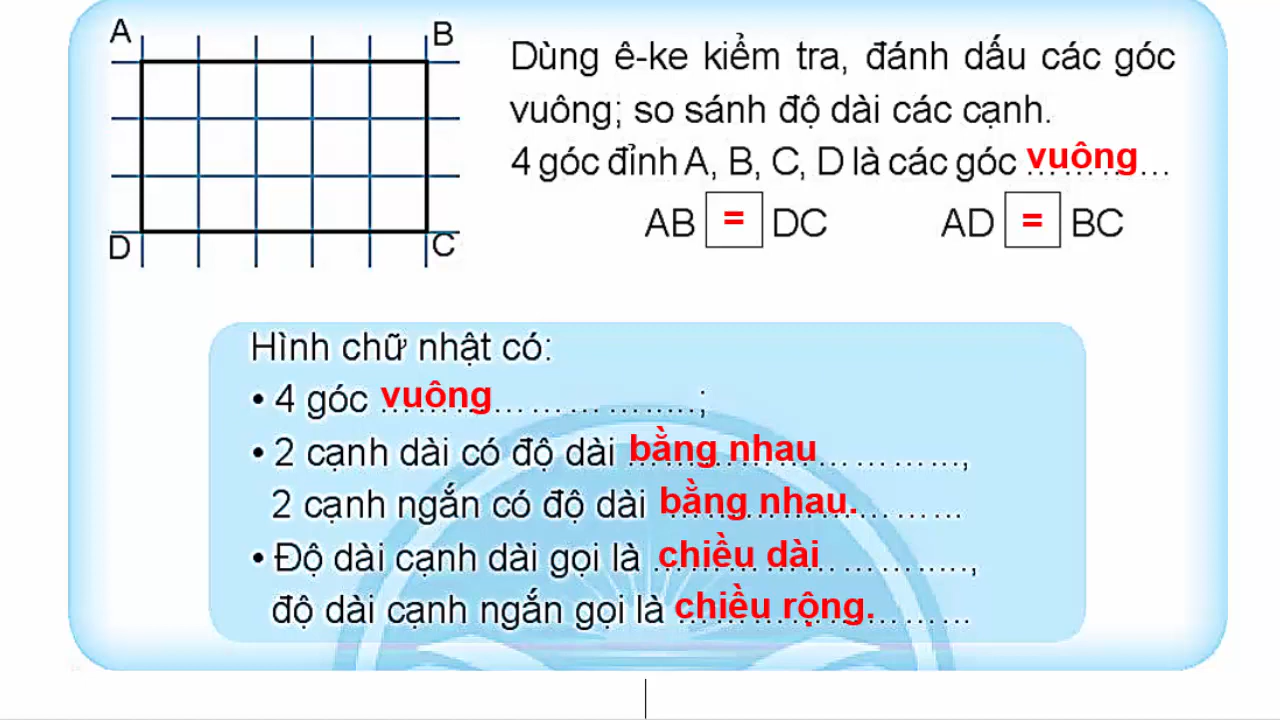 A
B
D
C
Dùng ê-ke kiểm tra, đánh dấu các góc
vuông; so sánh độ dài các cạnh.
4 góc đỉnh A, B, C, D là các góc vuông
AB = DC AD = BC
Hình chữ nhật có:
• 4 góc vuông ;
• 2 cạnh dài có độ dài bằng nhau ,
2 cạnh ngắn có độ dài bằng nhau.
• Độ dài cạnh dài gọi là chiều dài ,
độ dài cạnh ngắn gọi là chiều rộng.